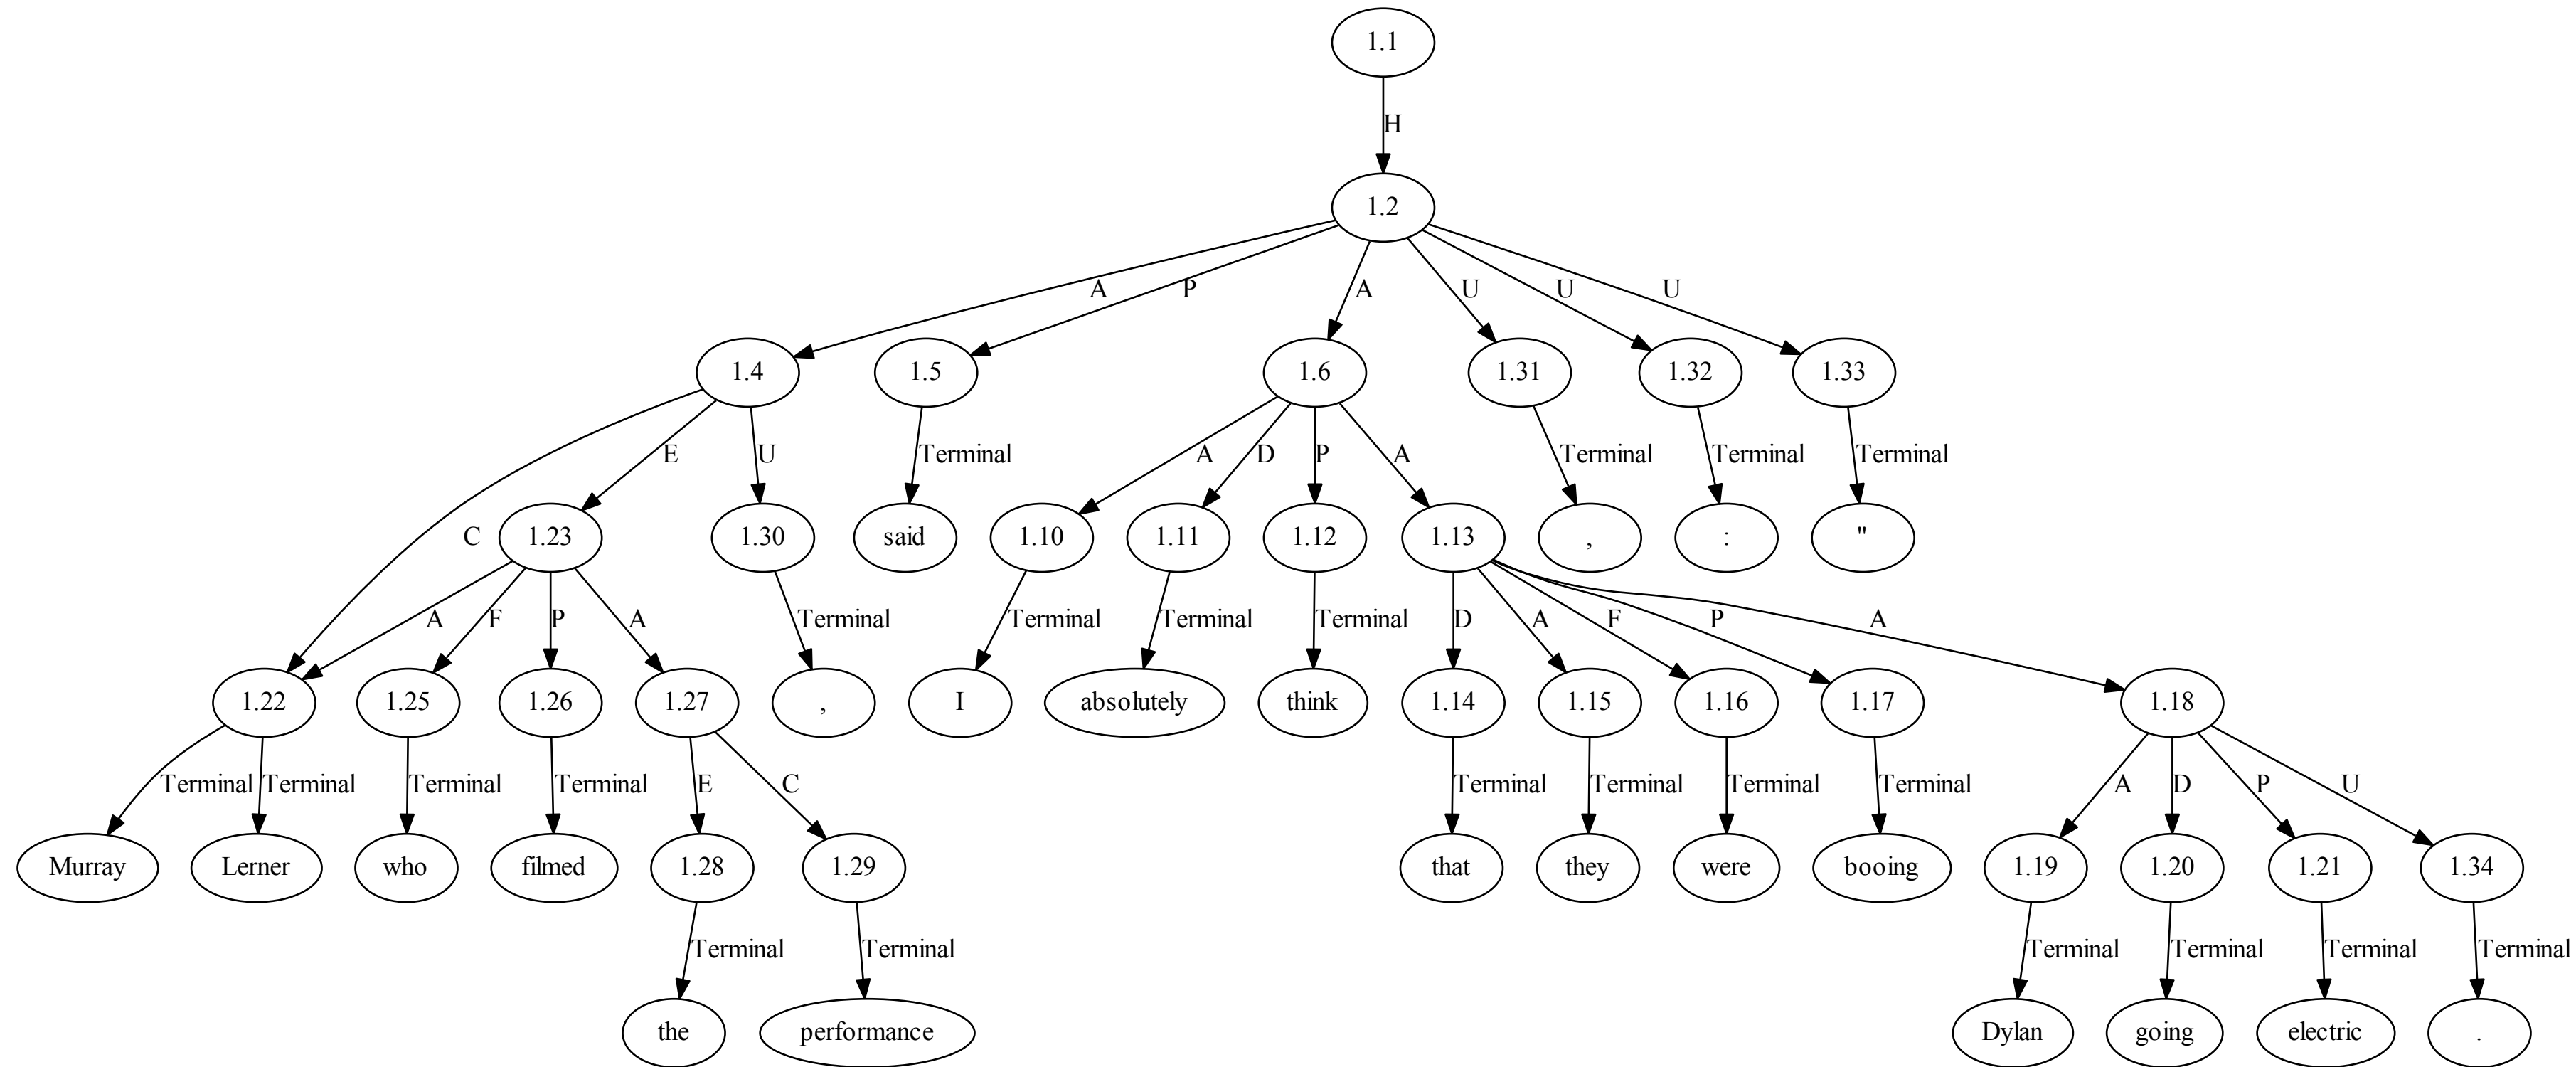 1.1
H
1.2
A P A U U U
1.4 1.5 1.6 1.31 1.32 1.33
C E U Terminal A D P A Terminal Terminal Terminal
1.23 1.30 said 1.10 1.11 1.12 1.13 , : "
A F P A Terminal Terminal Terminal Terminal D A F P A
1.22 1.25 1.26 1.27 , I absolutely think 1.14 1.15 1.16 1.17 1.18
Terminal Terminal Terminal Terminal E C Terminal Terminal Terminal Terminal A D P U
Murray Lerner who filmed 1.28 1.29 that they were booing 1.19 1.20 1.21 1.34
Terminal Terminal Terminal Terminal Terminal Terminal
the performance Dylan going electric .